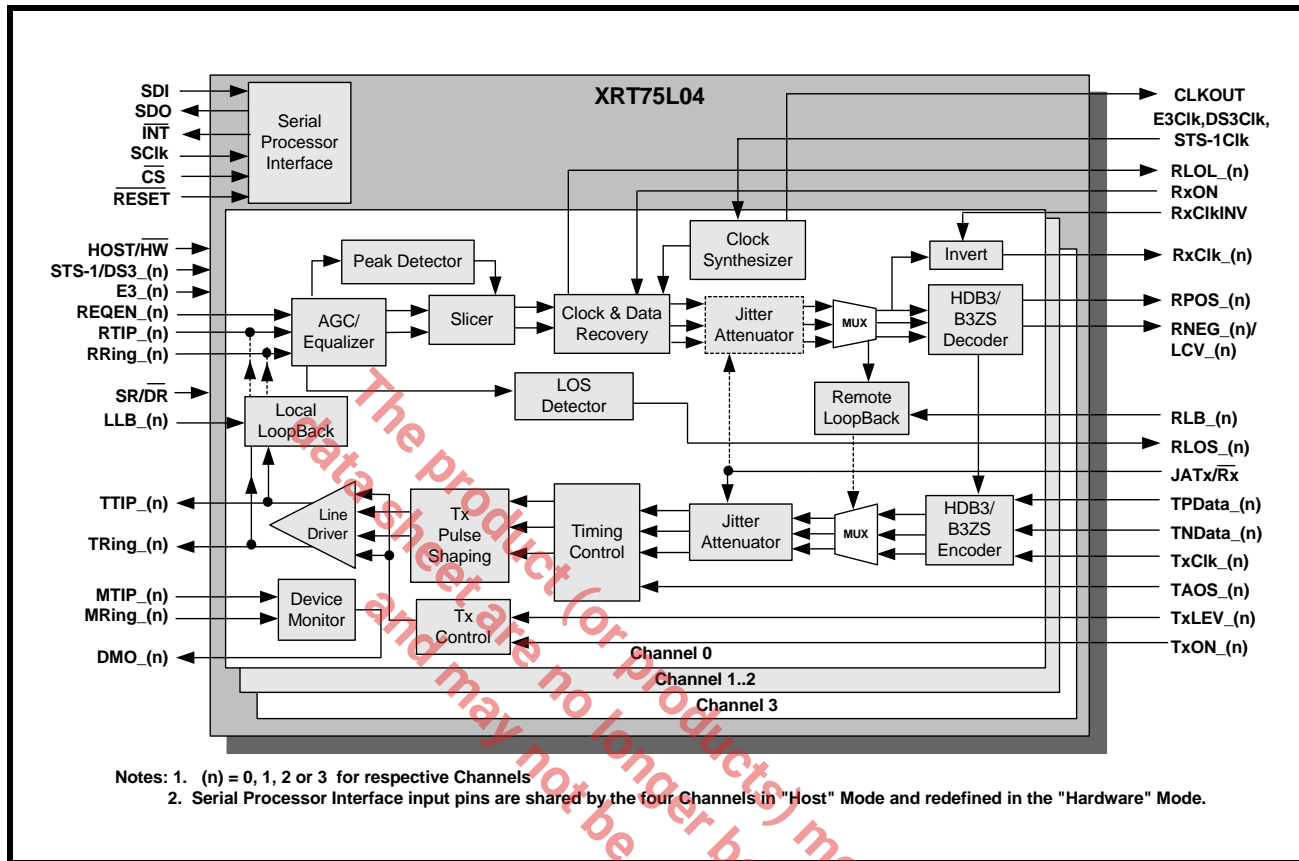 XRT75L04
SDI
SDO
INT
SClk
CS
RESET
Serial
Processor
Interface
HOST/HW
STS-1/DS3_(n)
E3_(n)
REQEN_(n)
RTIP_(n)
RRing_(n)
SR/DR
LLB_(n)
TTIP_(n)
TRing_(n)
MTIP_(n)
MRing_(n)
DMO_(n)
Peak Detector
AGC/
Equalizer
Slicer
Clock & Data
Recovery
Clock
Synthesizer
Jitter
Attenuator
MUX
Invert
HDB3/
B3ZS
Decoder
LOS
Detector
Remote
LoopBack
Local
LoopBack
Line
Driver
Tx
Pulse
Shaping
Timing
Control
Jitter
Attenuator
MUX
HDB3/
B3ZS
Encoder
Device
Monitor
Tx
Control
CLKOUT
E3Clk,DS3Clk,
STS-1Clk
RLOL_(n)
RxON
RxClkINV
RxClk_(n)
RPOS_(n)
RNEG_(n)/
LCV_(n)
RLB_(n)
RLOS_(n)
JATx/Rx
TPData_(n)
TNData_(n)
TxClk_(n)
TAOS_(n)
TxLEV_(n)
TxON_(n)
Channel 0
Channel 1..2
Channel 3
Notes: 1. (n) = 0, 1, 2 or 3 for respective Channels
2. Serial Processor Interface input pins are shared by the four Channels in "Host" Mode and redefined in the "Hardware" Mode.
The product (or products) m
data sheet are no longer b
and may not be